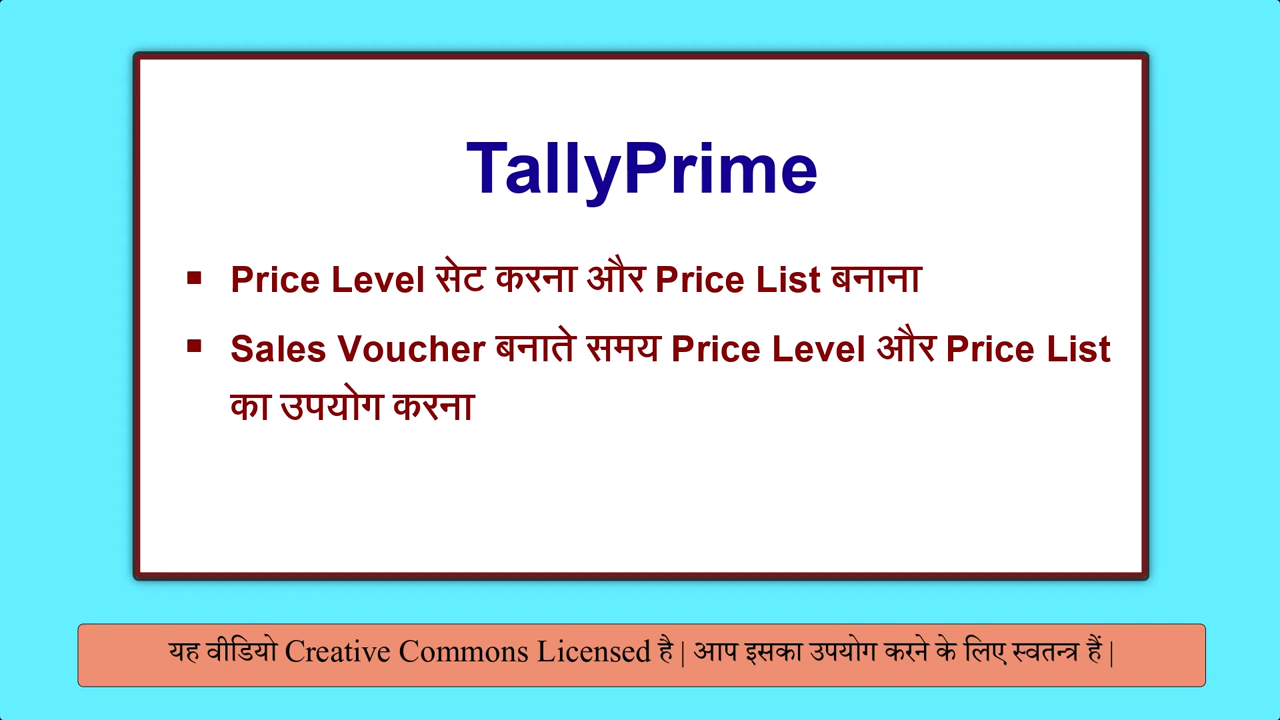 TallyPrime
▪ Price Level सेट करना और Price List बनाना
▪ Sales Voucher बनाते समय Price Level और Price List
का उपयोग करना
यह वीडियो Creative Commons Licensed है | आप इसका उपयोग करने के लिए स्वतन्त्र हैं |